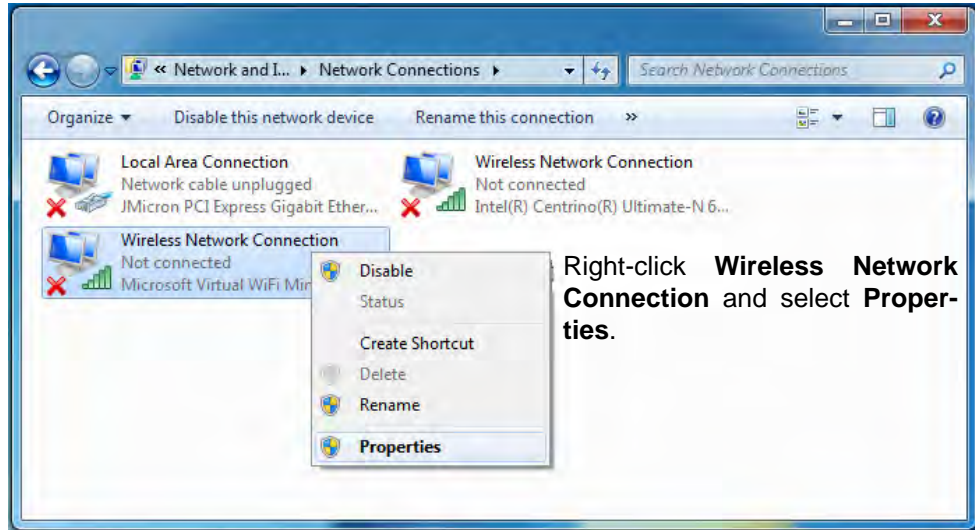 « Network and I... ▸ Network Connections ▸
Search Network Connections
Organize ▾ Disable this network device Rename this connection »
Local Area Connection
Network cable unplugged
JMicron PCI Express Gigabit Ether...
Wireless Network Connection
Not connected
Intel(R) Centrino(R) Ultimate-N 6...
Wireless Network Connection
Not connected
Microsoft Virtual WiFi
Disable
Status
Create Shortcut
Delete
Rename
Properties
Right-click Wireless Network
Connection and select Proper-
ties.